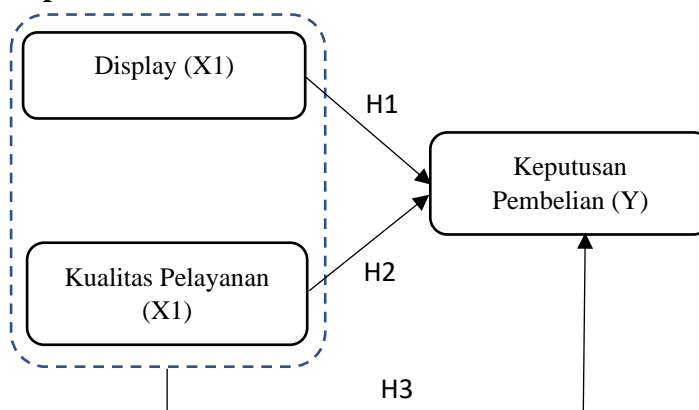 Display (X1)
H1
Keputusan
Pembelian (Y)
Kualitas Pelayanan
(X1)
H2
H3